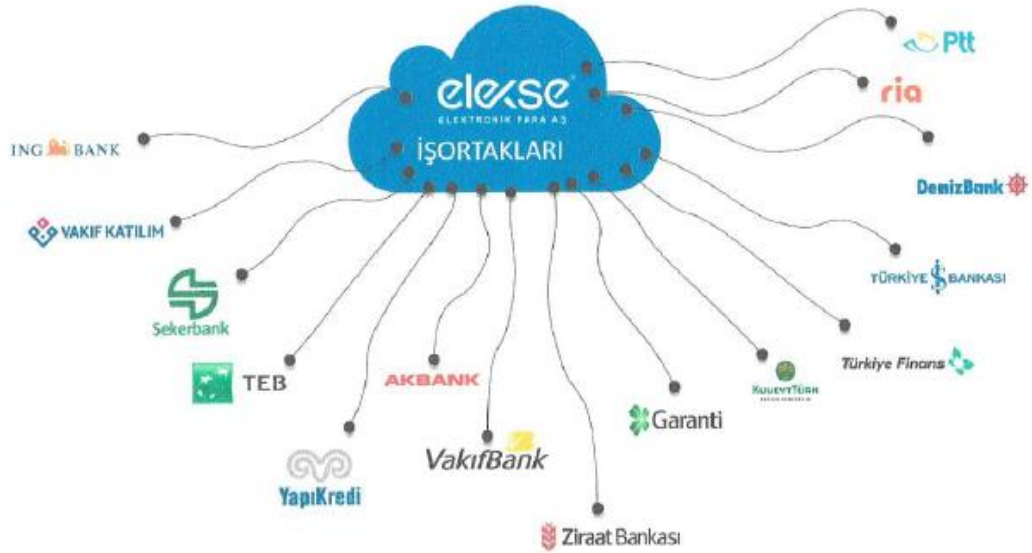 elekse
ELEKTRONİK PARA AŞ
İŞORTAKLARI
Ptt
ria
DenizBank
TÜRKİYE İŞ BANKASI
Türkiye Finans
KUVEYTTÜRK
Garanti
Ziraat Bankası
VakıfBank
AKBANK
YapıKredi
TEB
Şekerbank
VAKIF KATILIM
ING BANK